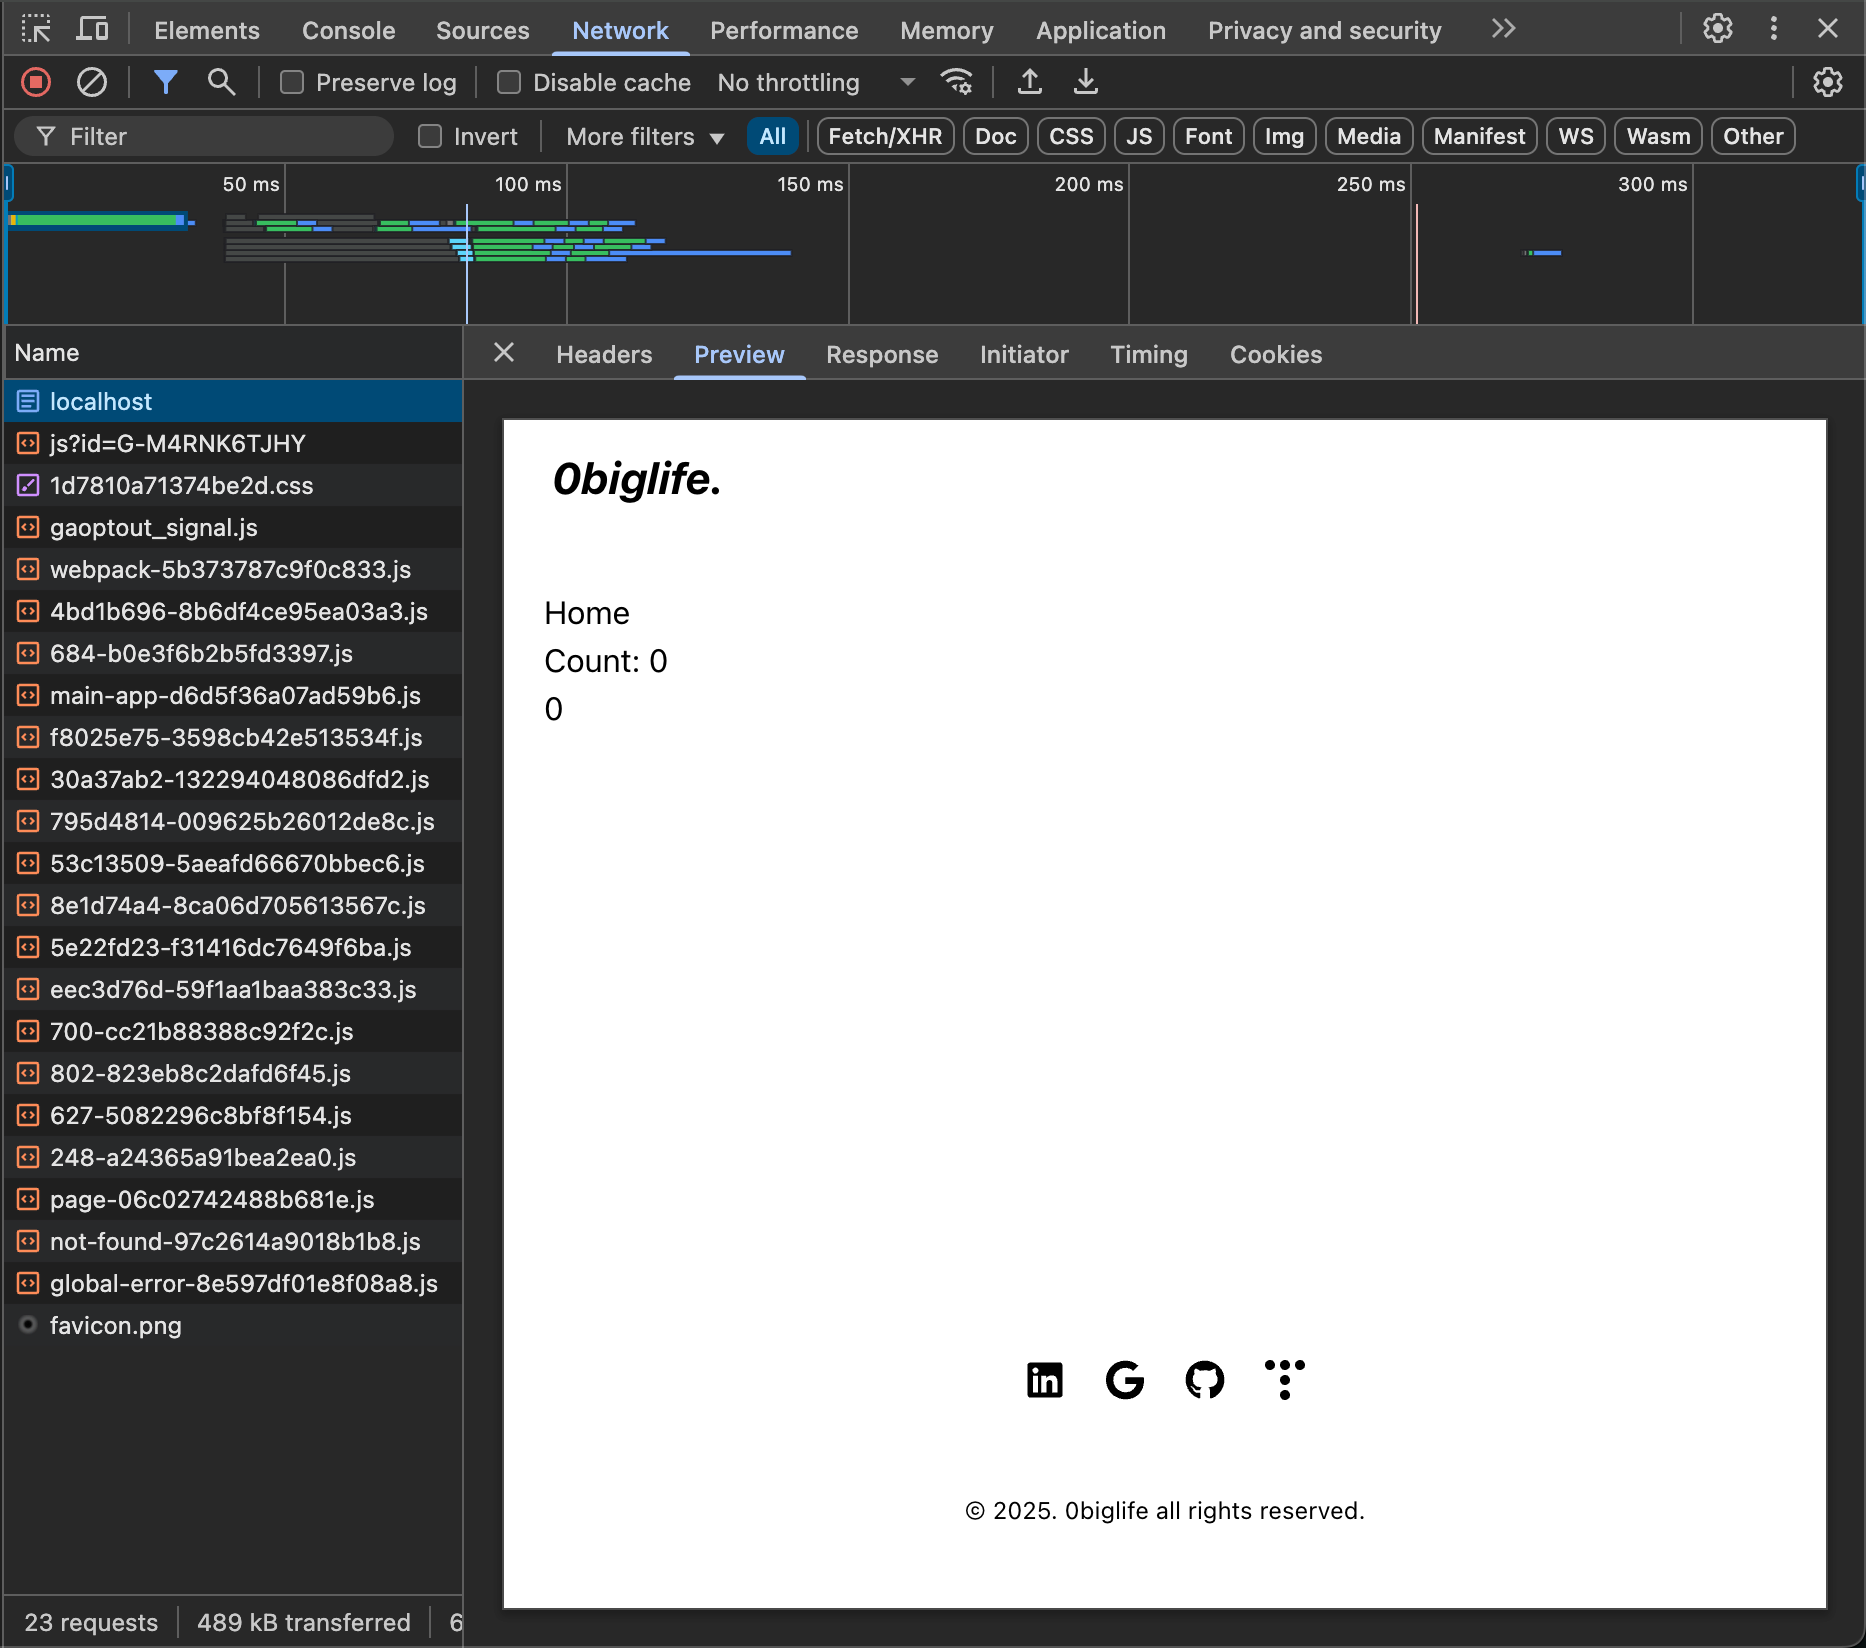 Elements Console Sources Network Performance Memory Application Privacy and security
Preserve log Disable cache No throttling
Filter Invert More filters All Fetch/XHR Doc CSS JS Font Img Media Manifest WS Wasm Other
50 ms 100 ms 150 ms 200 ms 250 ms 300 ms
Name
Headers Preview Response Initiator Timing Cookies
localhost
js?id=G-M4RNK6TJHY
1d7810a71374be2d.css
gaoptout_signal.js
webpack-5b373787c9f0c833.js
4bd1b696-8b6df4ce95ea03a3.js
684-b0e3f6b2b5fd3397.js
main-app-d6d5f36a07ad59b6.js
f8025e75-3598cb42e513534f.js
30a37ab2-132294048086dfd2.js
795d4814-009625b26012de8c.js
53c13509-5aeafd66670bbec6.js
8e1d74a4-8ca06d705613567c.js
5e22fd23-f31416dc7649f6ba.js
eec3d76d-59f1aa1baa383c33.js
700-cc21b88388c92f2c.js
802-823eb8c2dafd6f45.js
627-5082296c8bf8f154.js
248-a24365a91bea2ea0.js
page-06c02742488b681e.js
not-found-97c2614a9018b1b8.js
global-error-8e597df01e8f08a8.js
favicon.png
23 requests 489 kB transferred 6
0biglife.
Home
Count: 0
0
© 2025. 0biglife all rights reserved.